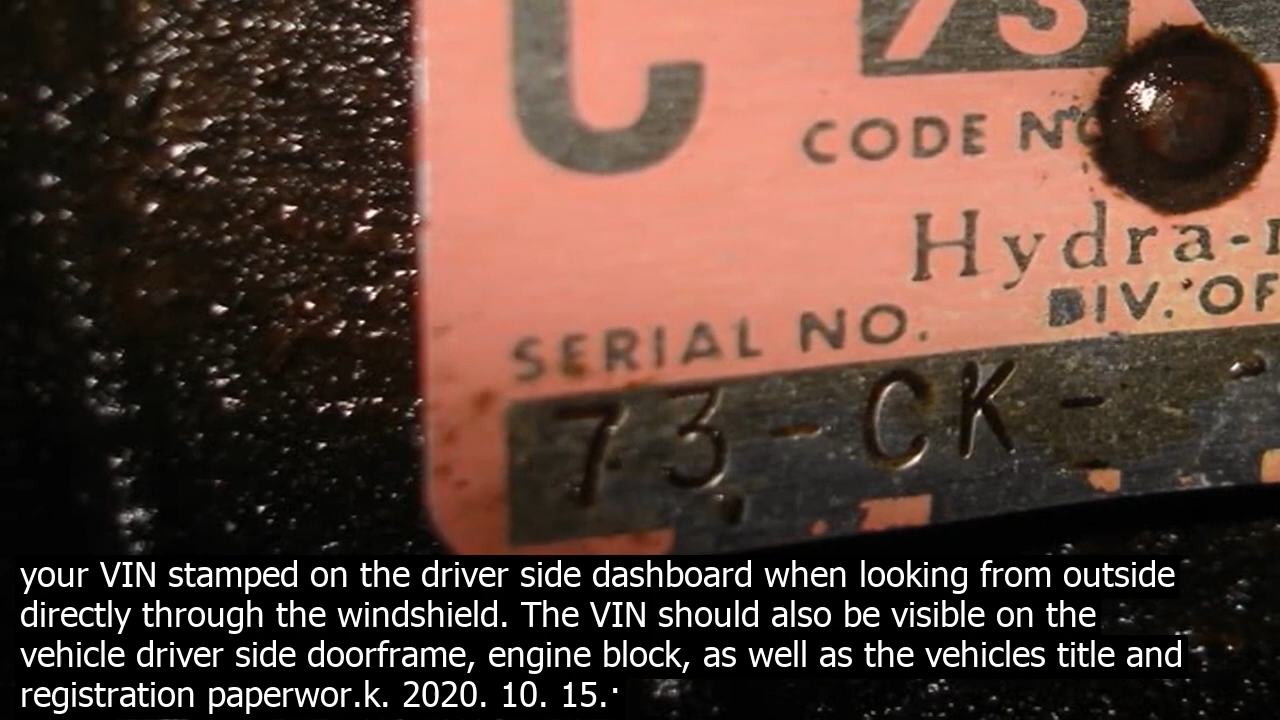 C
73
CODE NO
Hydra-
SERIAL NO.
DIV. OF
73-CK-
your VIN stamped on the driver side dashboard when looking from outside
directly through the windshield. The VIN should also be visible on the
vehicle driver side doorframe, engine block, as well as the vehicles title and
registration paperwor.k. 2020. 10. 15.·